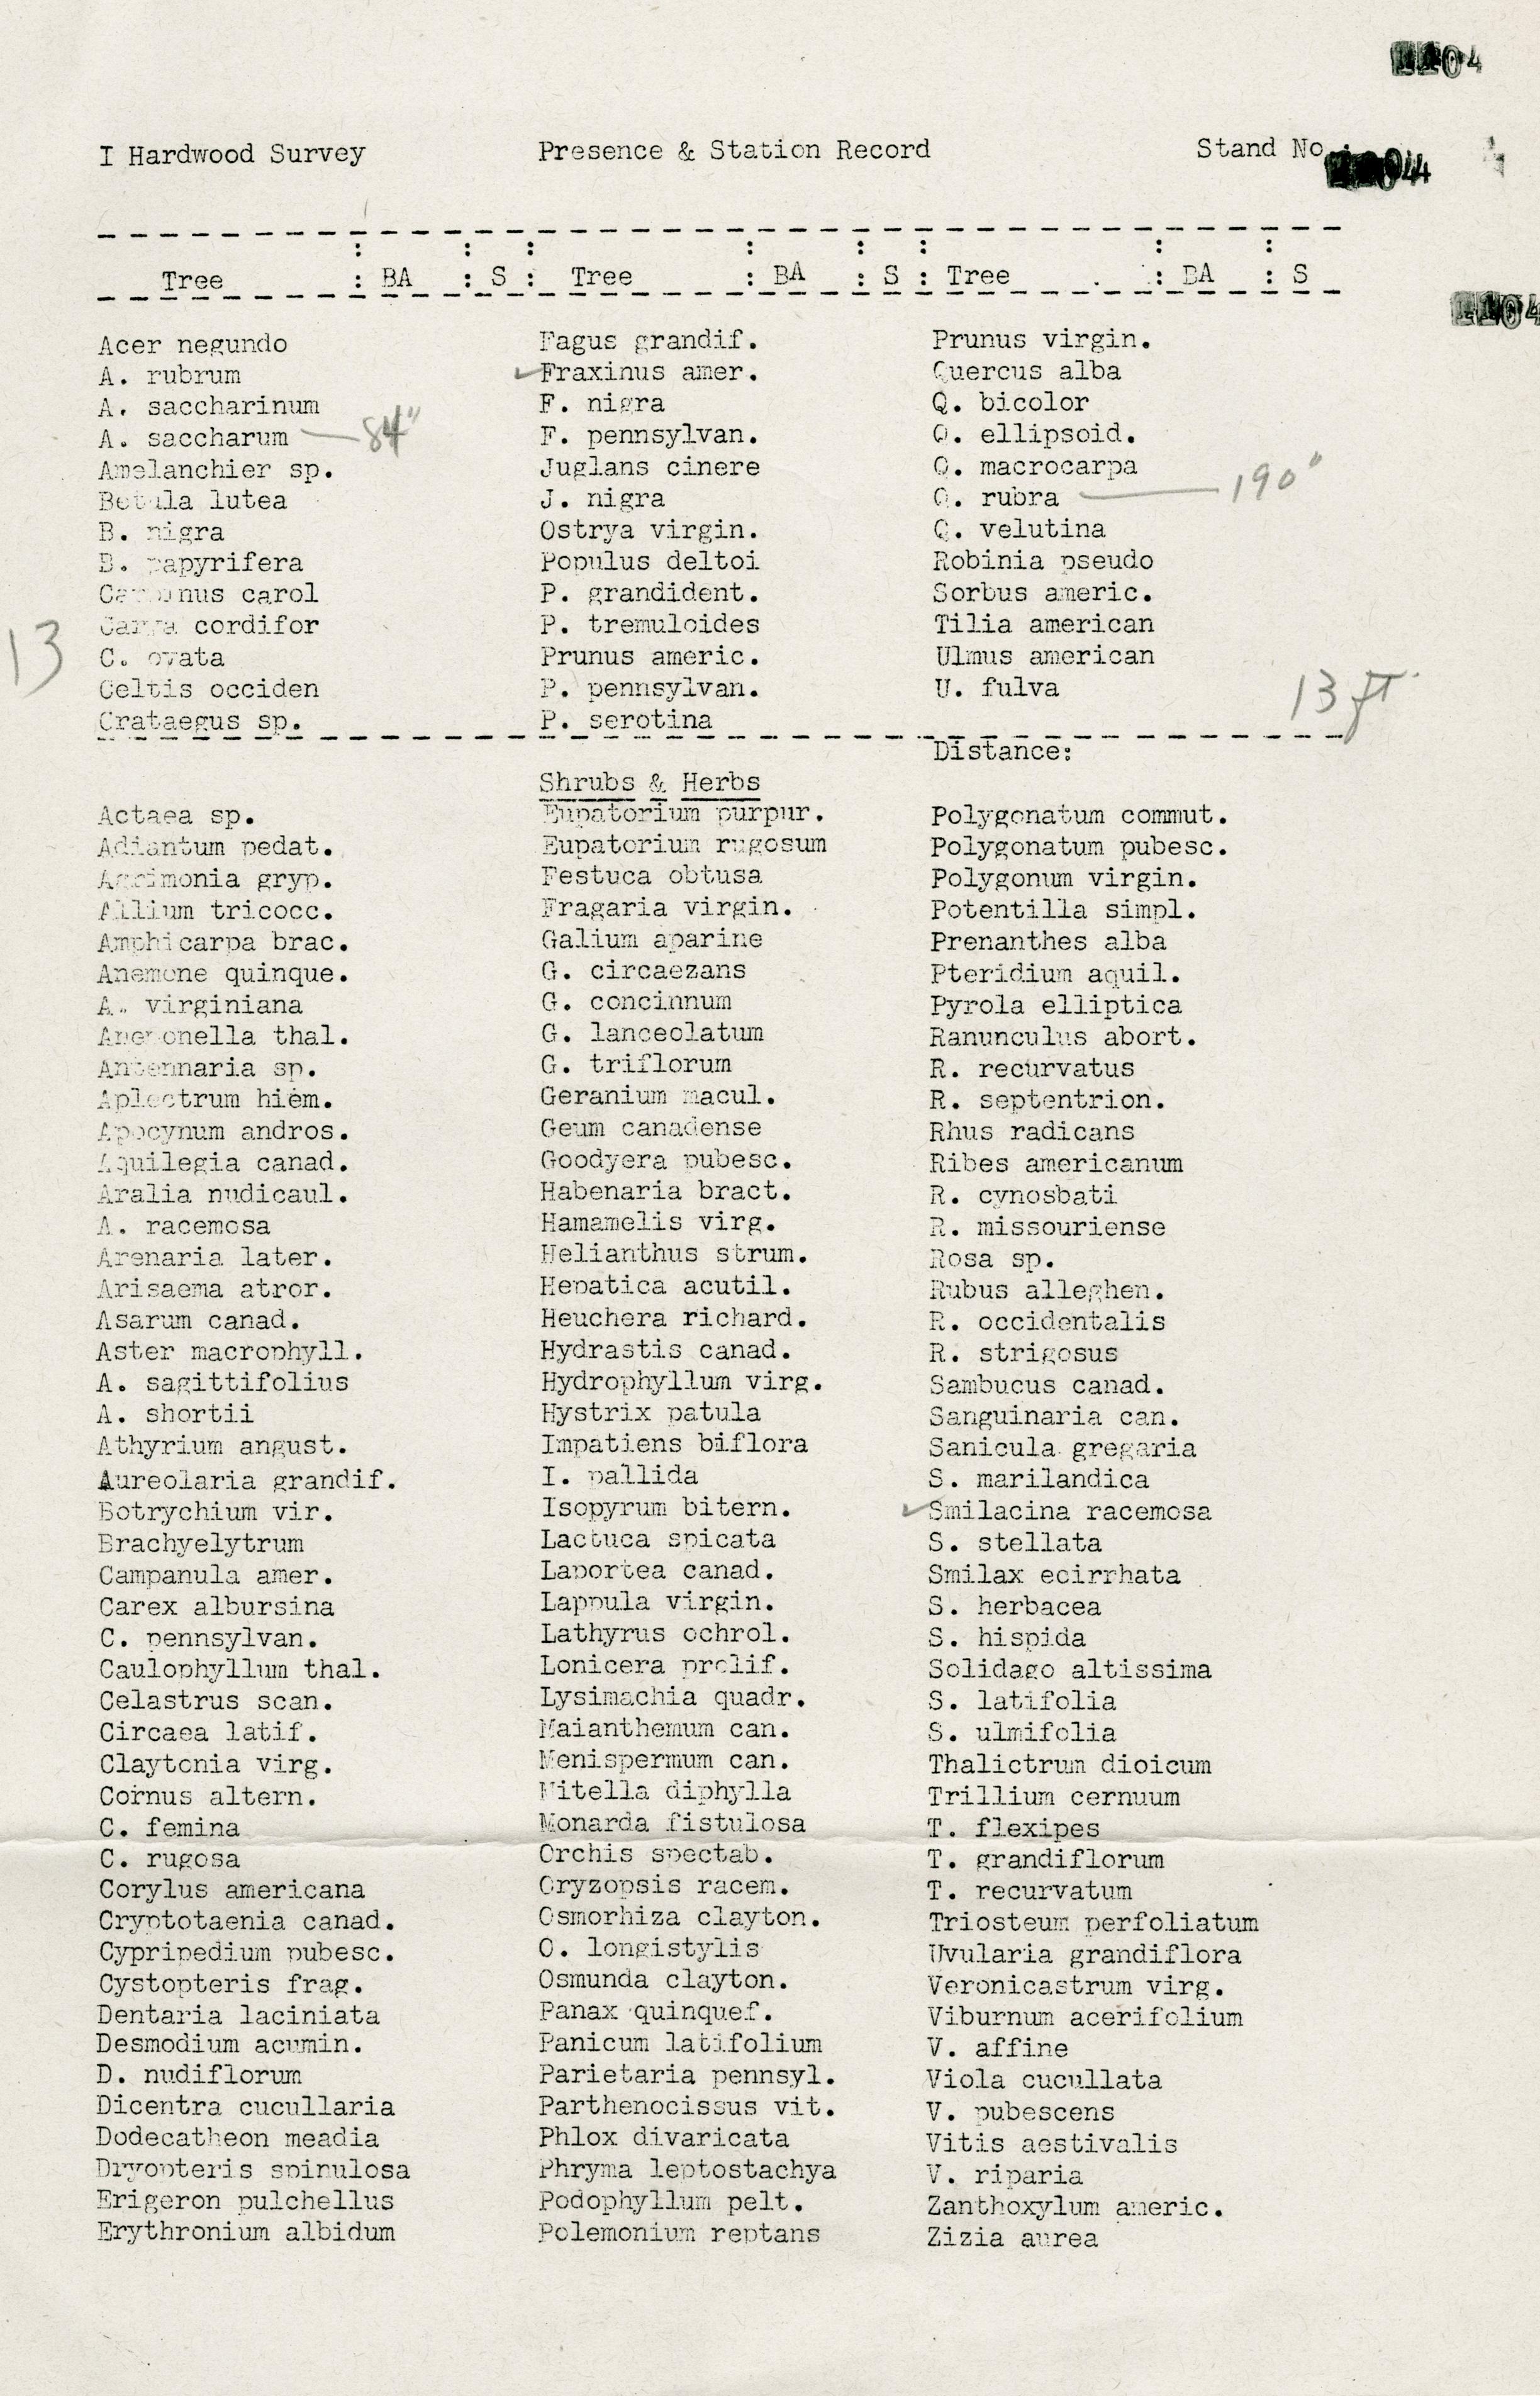 1104
I Hardwood Survey Presence & Station Record Stand No. 1104
Tree : BA : S : Tree : BA : S : Tree : BA : S
1104
Acer negundo Fagus grandif. Prunus virgin.
A. rubrum ✓Fraxinus amer. Quercus alba
A. saccharinum F. nigra Q. bicolor
A. saccharum — 84" F. pennsylvan. Q. ellipsoid.
Amelanchier sp. Juglans cinere Q. macrocarpa
Betula lutea J. nigra Q. rubra — 190"
B. nigra Ostrya virgin. Q. velutina
B. papyrifera Populus deltoi Robinia pseudo
Carpinus carol P. grandident. Sorbus americ.
13 Carya cordifor P. tremuloides Tilia american
C. ovata Prunus americ. Ulmus american
Celtis occiden P. pennsylvan. U. fulva 13 ft
Crataegus sp. P. serotina
Distance:
Shrubs & Herbs
Actaea sp. Eupatorium purpur. Polygonatum commut.
Adiantum pedat. Eupatorium rugosum Polygonatum pubesc.
Agrimonia gryp. Festuca obtusa Polygonum virgin.
Allium tricocc. Fragaria virgin. Potentilla simpl.
Amphicarpa brac. Galium aparine Prenanthes alba
Anemone quinque. G. circaezans Pteridium aquil.
A. virginiana G. concinnum Pyrola elliptica
Anemonella thal. G. lanceolatum Ranunculus abort.
Antennaria sp. G. triflorum R. recurvatus
Aplectrum hiem. Geranium macul. R. septentrion.
Apocynum andros. Geum canadense Rhus radicans
Aquilegia canad. Goodyera pubesc. Ribes americanum
Aralia nudicaul. Habenaria bract. R. cynosbati
A. racemosa Hamamelis virg. R. missouriense
Arenaria later. Helianthus strum. Rosa sp.
Arisaema atror. Hepatica acutil. Rubus alleghen.
Asarum canad. Heuchera richard. R. occidentalis
Aster macrophyll. Hydrastis canad. R. strigosus
A. sagittifolius Hydrophyllum virg. Sambucus canad.
A. shortii Hystrix patula Sanguinaria can.
Athyrium angust. Impatiens biflora Sanicula gregaria
Aureolaria grandif. I. pallida S. marilandica
Botrychium vir. Isopyrum bitern. ✓Smilacina racemosa
Brachyelytrum Lactuca spicata S. stellata
Campanula amer. Laportea canad. Smilax ecirrhata
Carex albursina Lappula virgin. S. herbacea
C. pennsylvan. Lathyrus ochrol. S. hispida
Caulophyllum thal. Lonicera prolif. Solidago altissima
Celastrus scan. Lysimachia quadr. S. latifolia
Circaea latif. Maianthemum can. S. ulmifolia
Claytonia virg. Menispermum can. Thalictrum dioicum
Cornus altern. Mitella diphylla Trillium cernuum
C. femina Monarda fistulosa T. flexipes
C. rugosa Orchis spectab. T. grandiflorum
Corylus americana Oryzopsis racem. T. recurvatum
Cryptotaenia canad. Osmorhiza clayton. Triosteum perfoliatum
Cypripedium pubesc. O. longistylis Uvularia grandiflora
Cystopteris frag. Osmunda clayton. Veronicastrum virg.
Dentaria laciniata Panax quinquef. Viburnum acerifolium
Desmodium acumin. Panicum latifolium V. affine
D. nudiflorum Parietaria pennsyl. Viola cucullata
Dicentra cucullaria Parthenocissus vit. V. pubescens
Dodecatheon meadia Phlox divaricata Vitis aestivalis
Dryopteris spinulosa Phryma leptostachya V. riparia
Erigeron pulchellus Podophyllum pelt. Zanthoxylum americ.
Erythronium albidum Polemonium reptans Zizia aurea